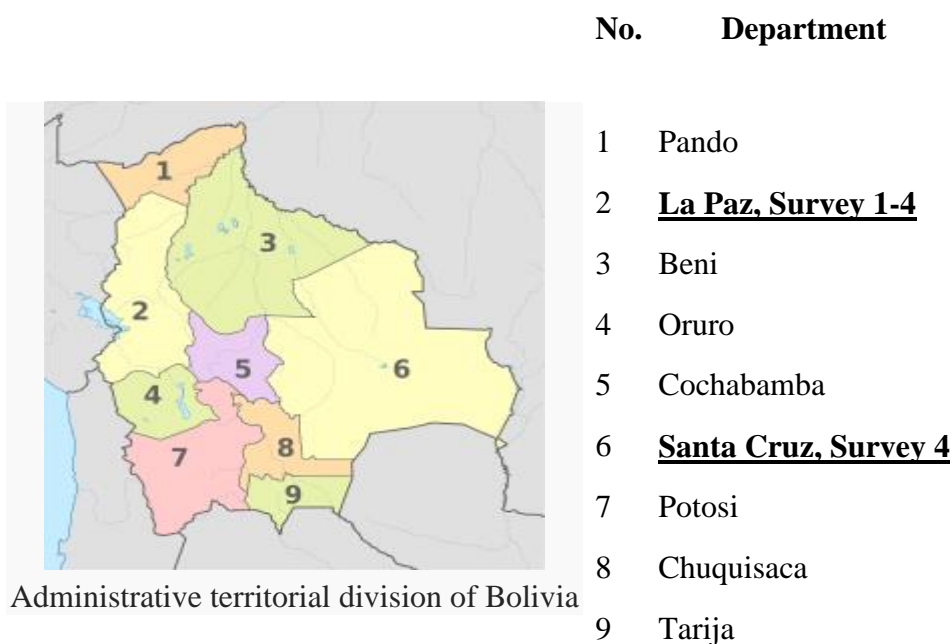 No. Department
1 Pando
2 La Paz, Survey 1-4
3 Beni
4 Oruro
5 Cochabamba
6 Santa Cruz, Survey 4
7 Potosi
8 Chuquisaca
9 Tarija
1
3
2
5
6
4
8
7
9
Administrative territorial division of Bolivia